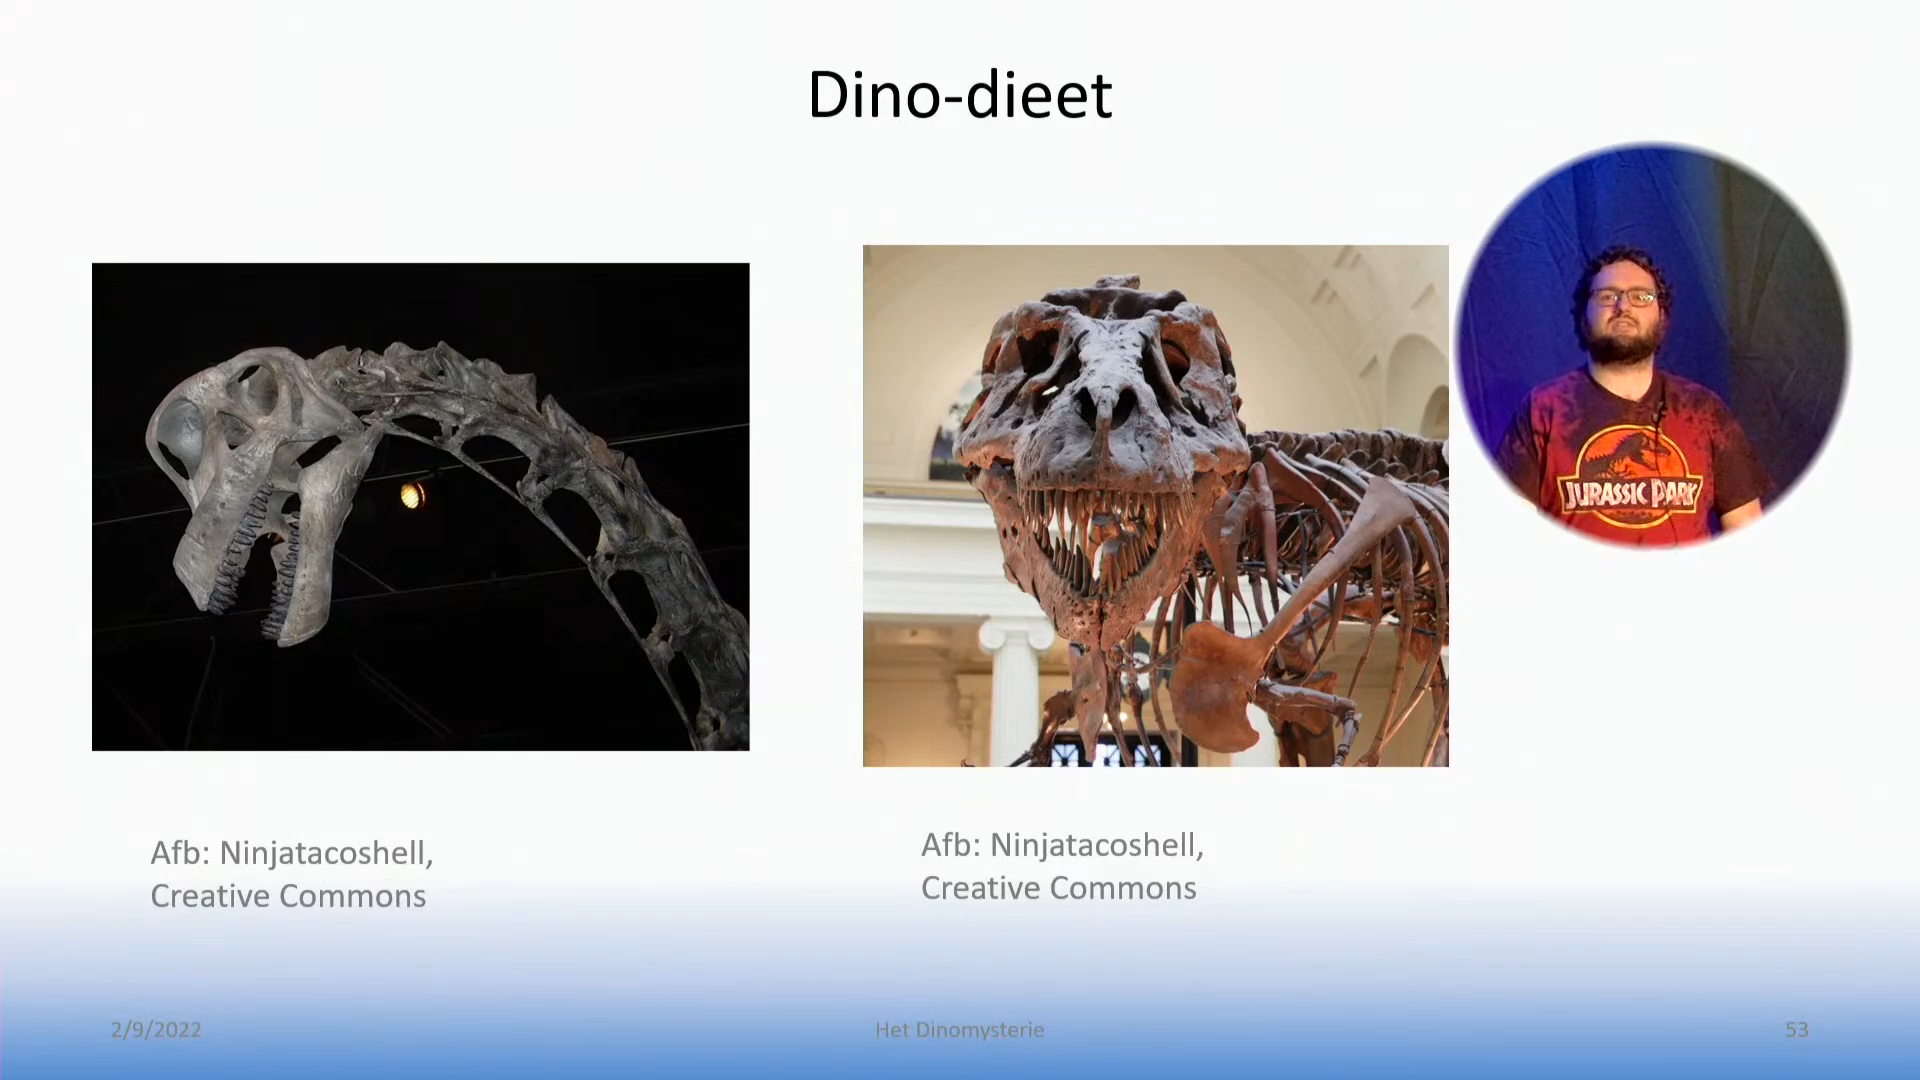 Dino-dieet
JURASSIC PARK
Afb: Ninjatacoshell,
Creative Commons
Afb: Ninjatacoshell,
Creative Commons
2/9/2022
Het Dinomysterie
53